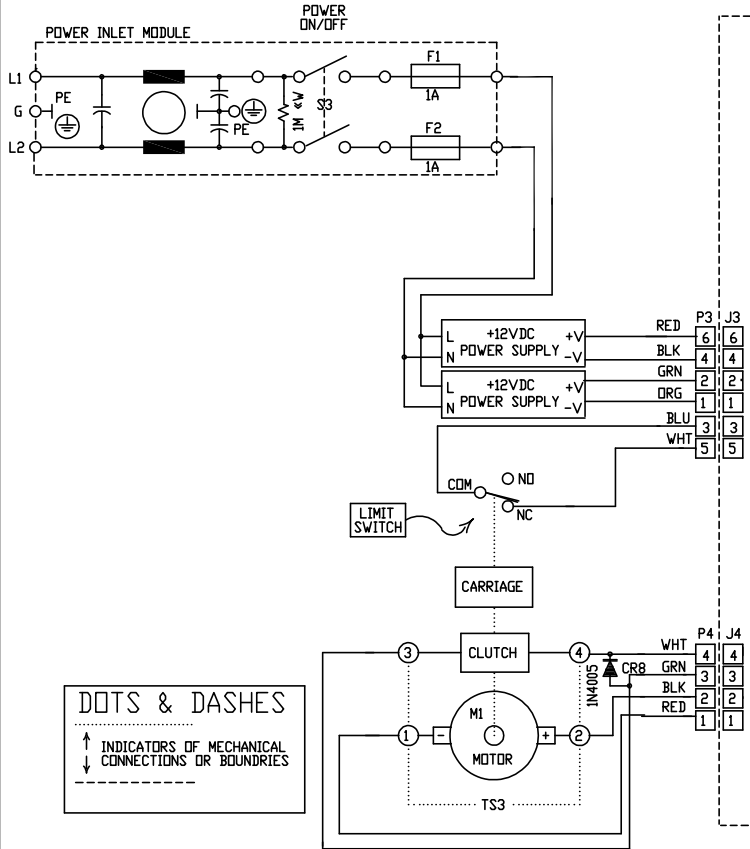 POWER
ON/OFF
POWER INLET MODULE
L1
PE
G
L2
PE
1M ½W
S3
F1
1A
F2
1A
P3 J3
L +12VDC +V
N POWER SUPPLY -V
L +12VDC +V
N POWER SUPPLY -V
RED 6 6
BLK 4 4
GRN 2 2
ORG 1 1
BLU 3 3
WHT 5 5
COM
NO
NC
LIMIT
SWITCH
CARRIAGE
P4 J4
3 CLUTCH 4
1N4005
CR8
WHT 4 4
GRN 3 3
BLK 2 2
RED 1 1
M1
1 - + 2
MOTOR
TS3
DOTS & DASHES
INDICATORS OF MECHANICAL
CONNECTIONS OR BOUNDRIES